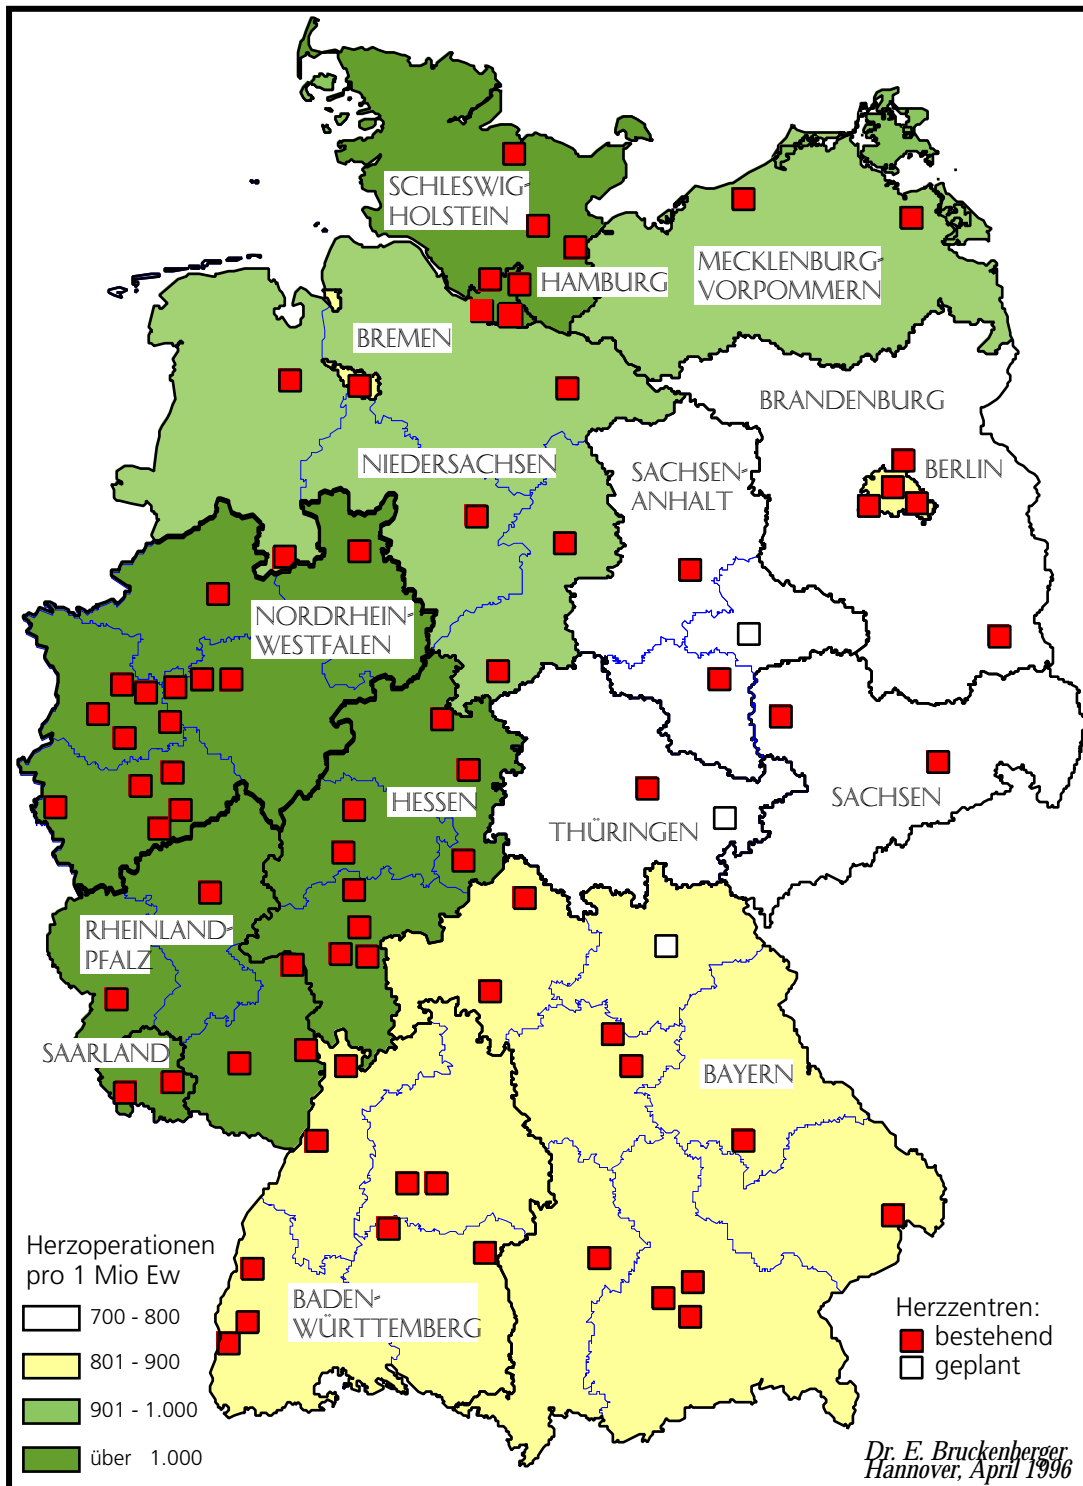 SCHLESWIG-
HOLSTEIN
HAMBURG
MECKLENBURG-
VORPOMMERN
BREMEN
BRANDENBURG
NIEDERSACHSEN
SACHSEN-
ANHALT
BERLIN
NORDRHEIN-
WESTFALEN
HESSEN
THÜRINGEN
SACHSEN
RHEINLAND-
PFALZ
SAARLAND
BAYERN
BADEN-
WÜRTTEMBERG
Herzoperationen
pro 1 Mio Ew
700 - 800
801 - 900
901 - 1.000
über 1.000
Herzzentren:
bestehend
geplant
Dr. E. Bruckenberger
Hannover, April 1996